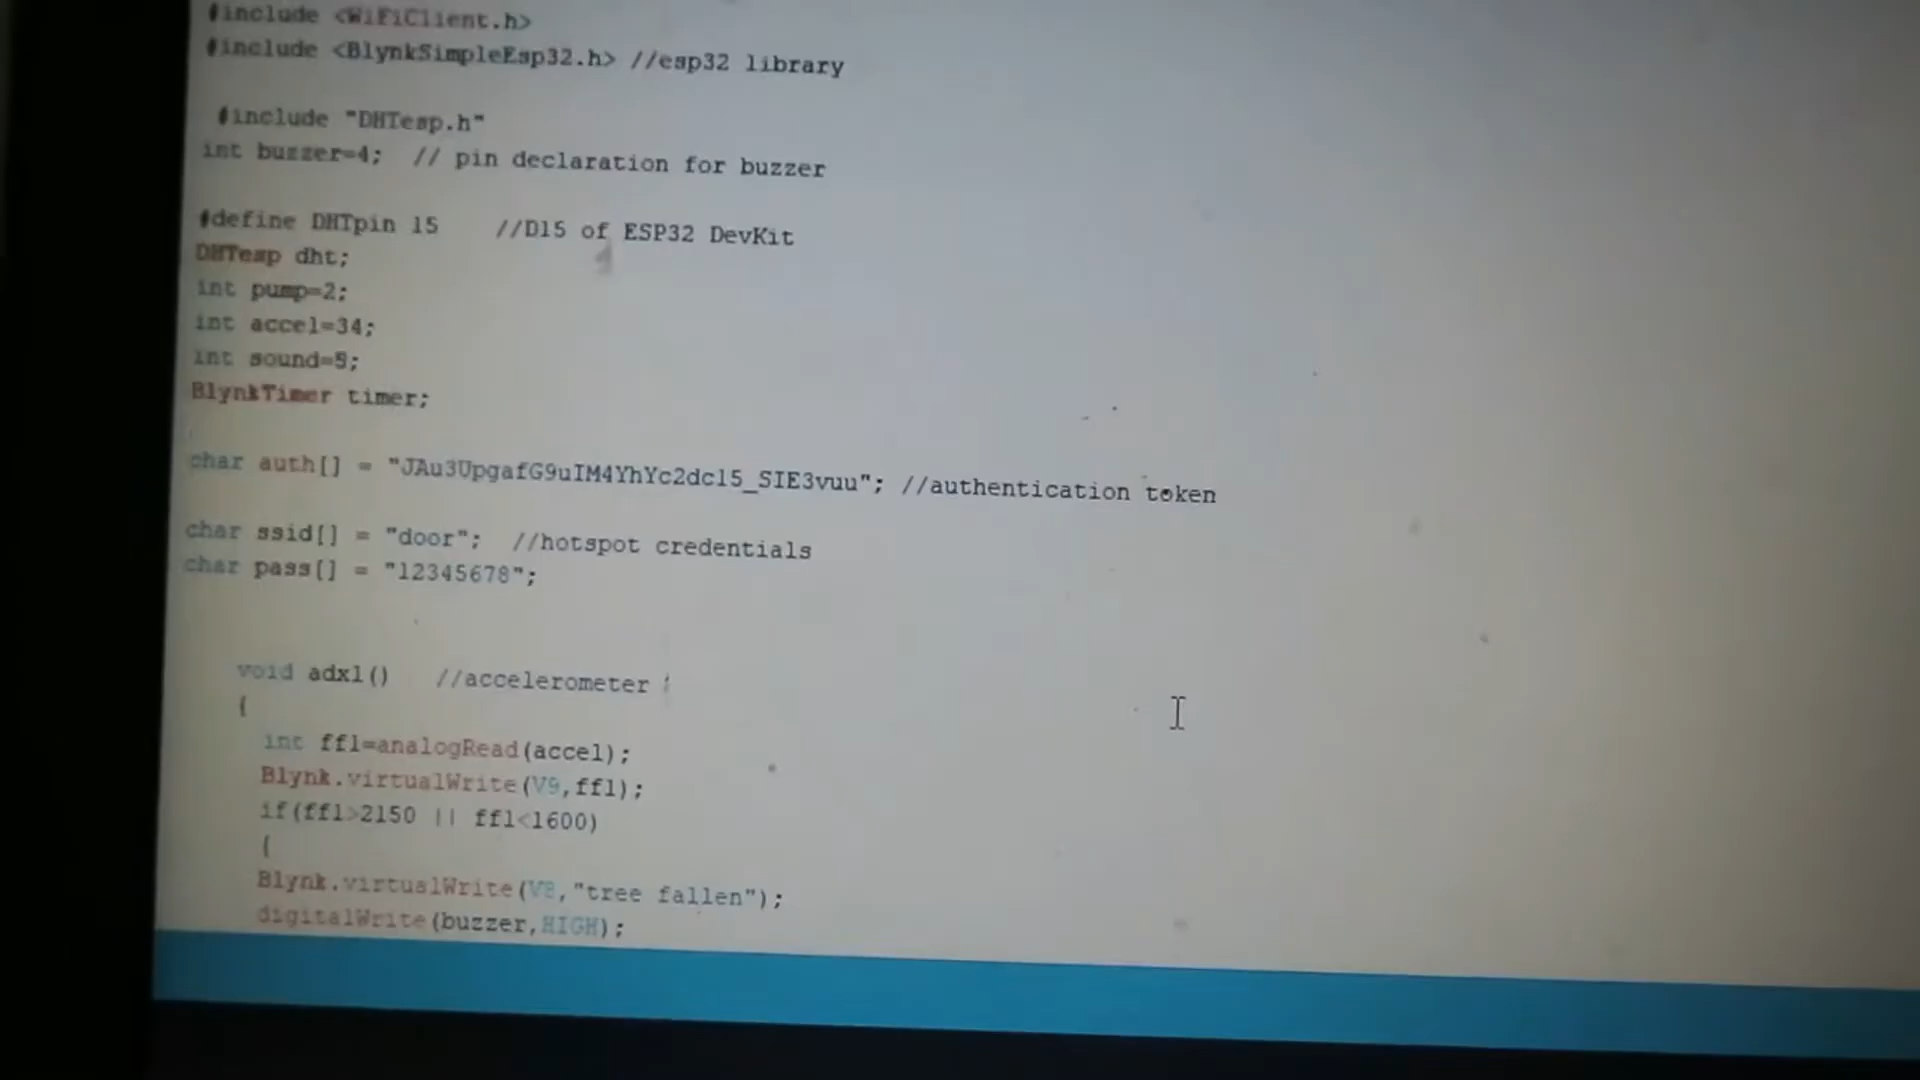 #include <WiFiClient.h>
#include <BlynkSimpleEsp32.h> //esp32 library
#include "DHTesp.h"
int buzzer=4; // pin declaration for buzzer
#define DHTpin 15 //D15 of ESP32 DevKit
DHTesp dht;
int pump=2;
int accel=34;
int sound=5;
BlynkTimer timer;
char auth[] = "JAu3UpgafG9uIM4YhYc2dc15_SIE3vuu"; //authentication token
char ssid[] = "door"; //hotspot credentials
char pass[] = "12345678";
void adxl() //accelerometer
{
int ffl=analogRead(accel);
Blynk.virtualWrite(V9,ffl);
if(ffl>2150 || ffl<1600)
{
Blynk.virtualWrite(V8,"tree fallen");
digitalWrite(buzzer,HIGH);